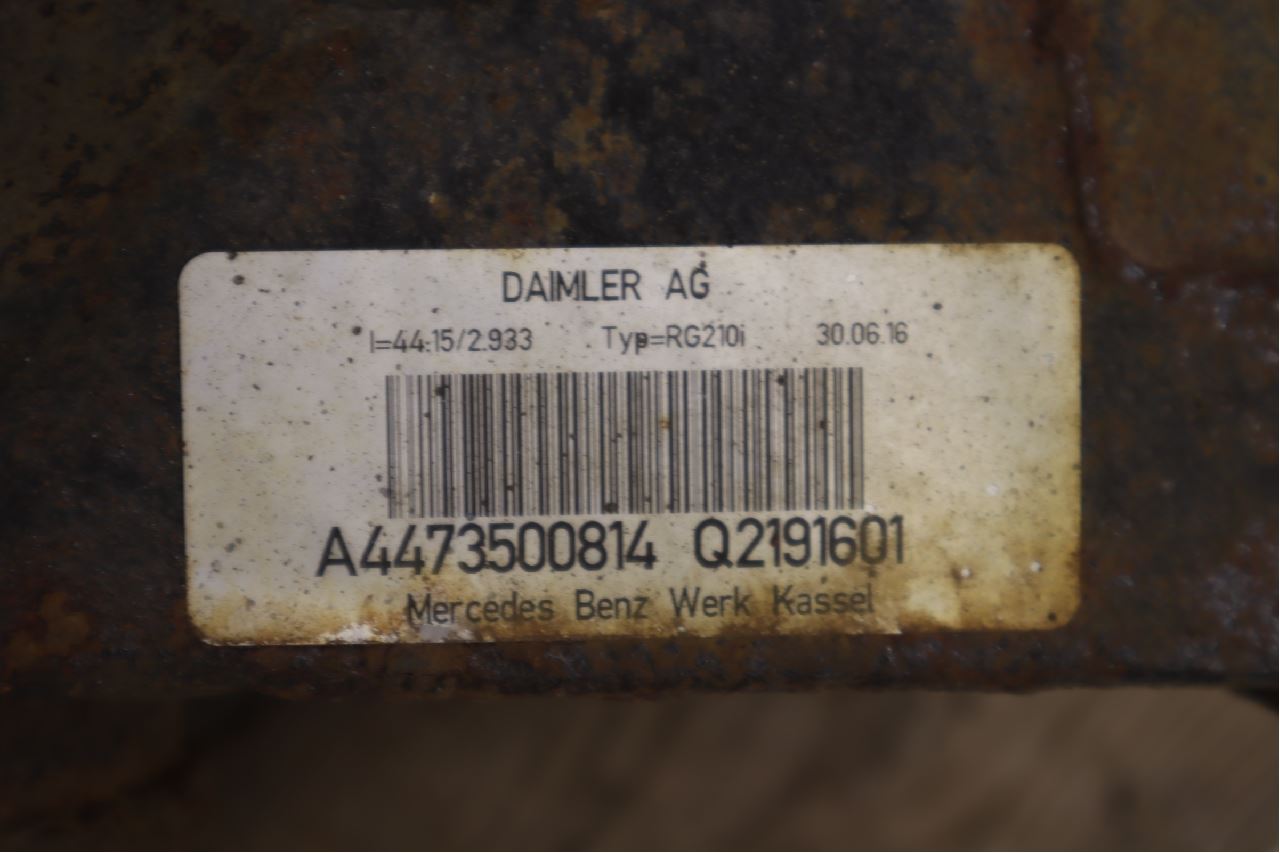 DAIMLER AG
I=44:15/2.933 Typ=RG210i 30.06.16
A4473500814 Q2191601
Mercedes Benz Werk Kassel